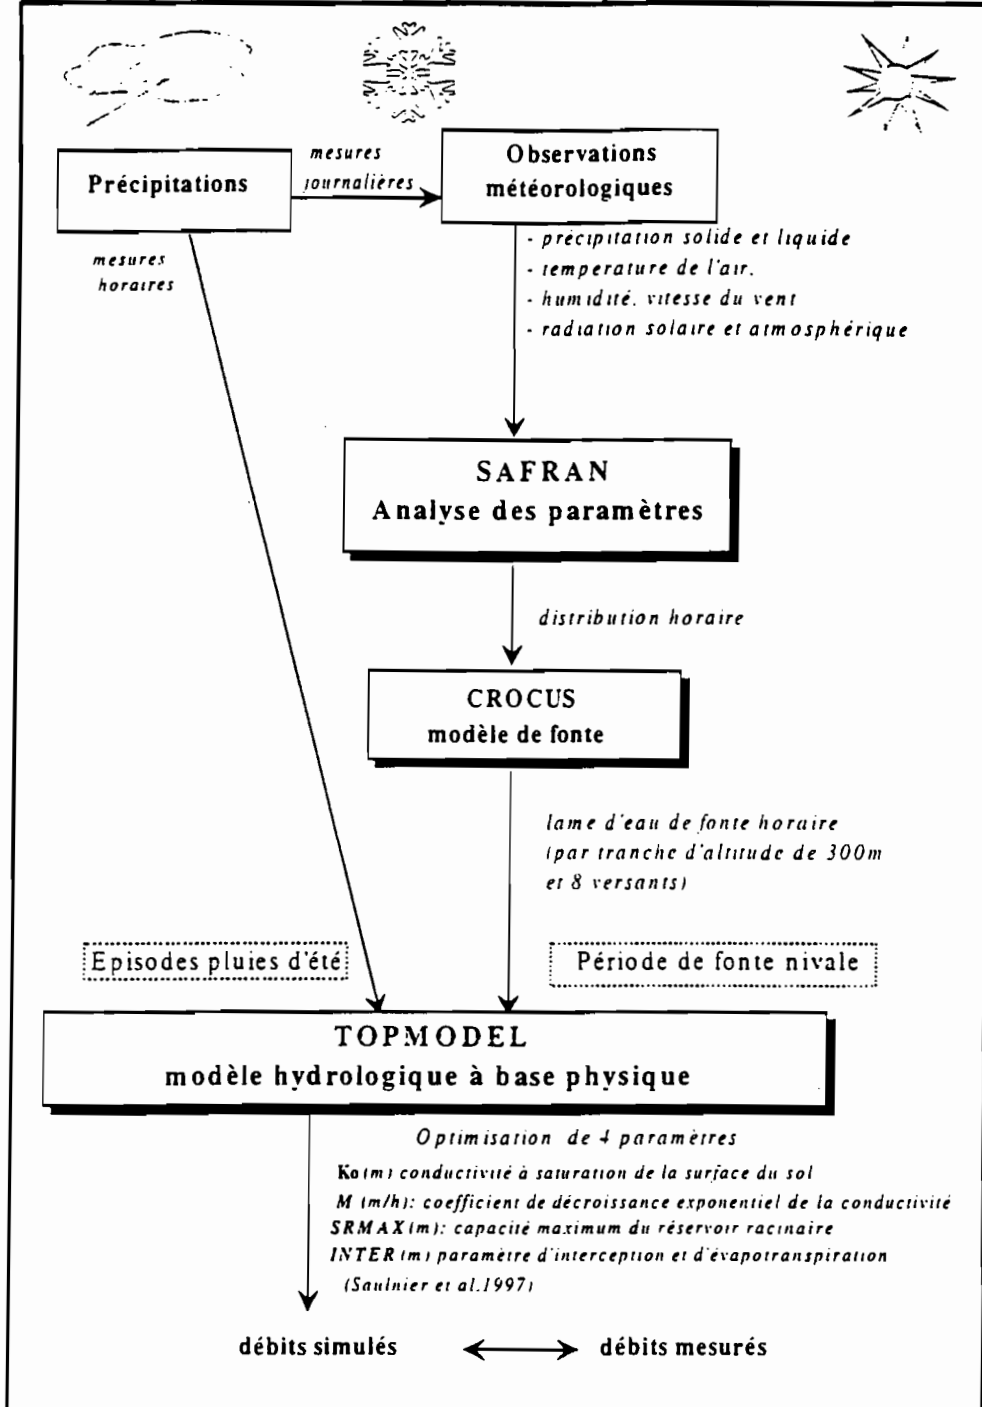 Précipitations
mesures
journalières
Observations
météorologiques
mesures
horaires
- précipitation solide et liquide
- temperature de l'air.
- humidité. vitesse du vent
- radiation solaire et atmosphérique
SAFRAN
Analyse des paramètres
distribution horaire
CROCUS
modèle de fonte
lame d'eau de fonte horaire
(par tranche d'altitude de 300m
et 8 versants)
Episodes pluies d'été
Période de fonte nivale
TOPMODEL
modèle hydrologique à base physique
Optimisation de 4 paramètres
Ko (m) conductivité à saturation de la surface du sol
M (m/h): coefficient de décroissance exponentiel de la conductivité
SRMAX (m): capacité maximum du réservoir racinaire
INTER (m) paramètre d'interception et d'évapotranspiration
(Saulnier et al.1997)
débits simulés
débits mesurés